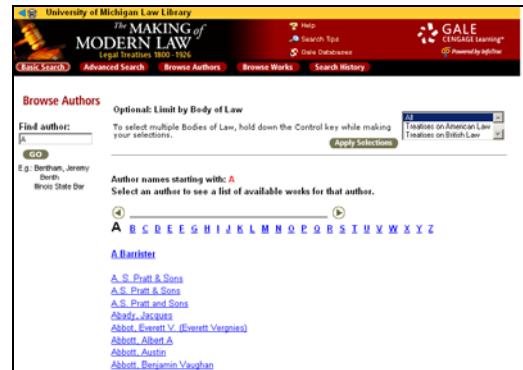 University of Michigan Law Library
The MAKING of
MODERN LAW
Legal Treatises 1800-1926
Help
Search Tips
Gale Databases
GALE
CENGAGE Learning
Powered by InfoTrac
Basic Search
Advanced Search
Browse Authors
Browse Works
Search History
Browse Authors
Find author:
A
GO
E.g.: Bentham, Jeremy
Benth
Illinois State Bar
Optional: Limit by Body of Law
To select multiple Bodies of Law, hold down the Control key while making
your selections.
All
Treatises on American Law
Treatises on British Law
Apply Selections
Author names starting with: A
Select an author to see a list of available works for that author.
A B C D E F G H I J K L M N O P Q R S T U V W X Y Z
A Barrister
A. S. Pratt & Sons
A.S. Pratt & Sons
A.S. Pratt and Sons
Abady, Jacques
Abbot, Everett V. (Everett Vergnies)
Abbott, Albert A
Abbott, Austin
Abbott, Benjamin Vaughan